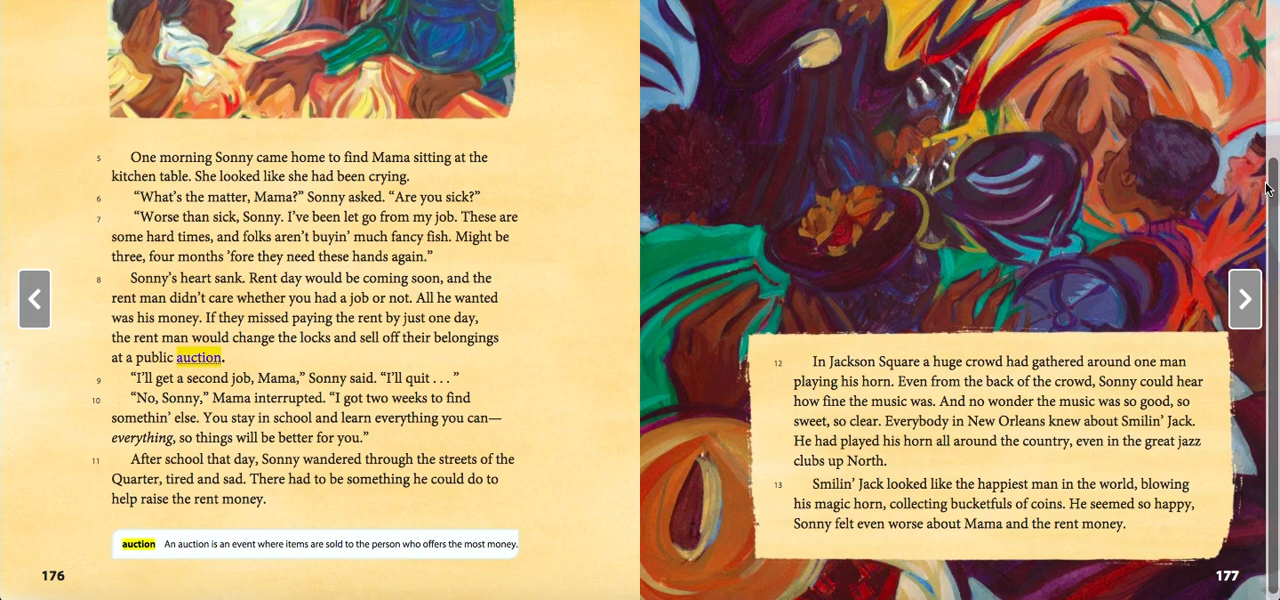 5 One morning Sonny came home to find Mama sitting at the
kitchen table. She looked like she had been crying.
6 “What’s the matter, Mama?” Sonny asked. “Are you sick?”
7 “Worse than sick, Sonny. I’ve been let go from my job. These are
some hard times, and folks aren’t buyin’ much fancy fish. Might be
three, four months ’fore they need these hands again.”
8 Sonny’s heart sank. Rent day would be coming soon, and the
rent man didn’t care whether you had a job or not. All he wanted
was his money. If they missed paying the rent by just one day,
the rent man would change the locks and sell off their belongings
at a public auction.
9 “I’ll get a second job, Mama,” Sonny said. “I’ll quit . . . ”
10 “No, Sonny,” Mama interrupted. “I got two weeks to find
somethin’ else. You stay in school and learn everything you can—
everything, so things will be better for you.”
11 After school that day, Sonny wandered through the streets of the
Quarter, tired and sad. There had to be something he could do to
help raise the rent money.
auction An auction is an event where items are sold to the person who offers the most money.
176
12 In Jackson Square a huge crowd had gathered around one man
playing his horn. Even from the back of the crowd, Sonny could hear
how fine the music was. And no wonder the music was so good, so
sweet, so clear. Everybody in New Orleans knew about Smilin’ Jack.
He had played his horn all around the country, even in the great jazz
clubs up North.
13 Smilin’ Jack looked like the happiest man in the world, blowing
his magic horn, collecting bucketfuls of coins. He seemed so happy,
Sonny felt even worse about Mama and the rent money.
177